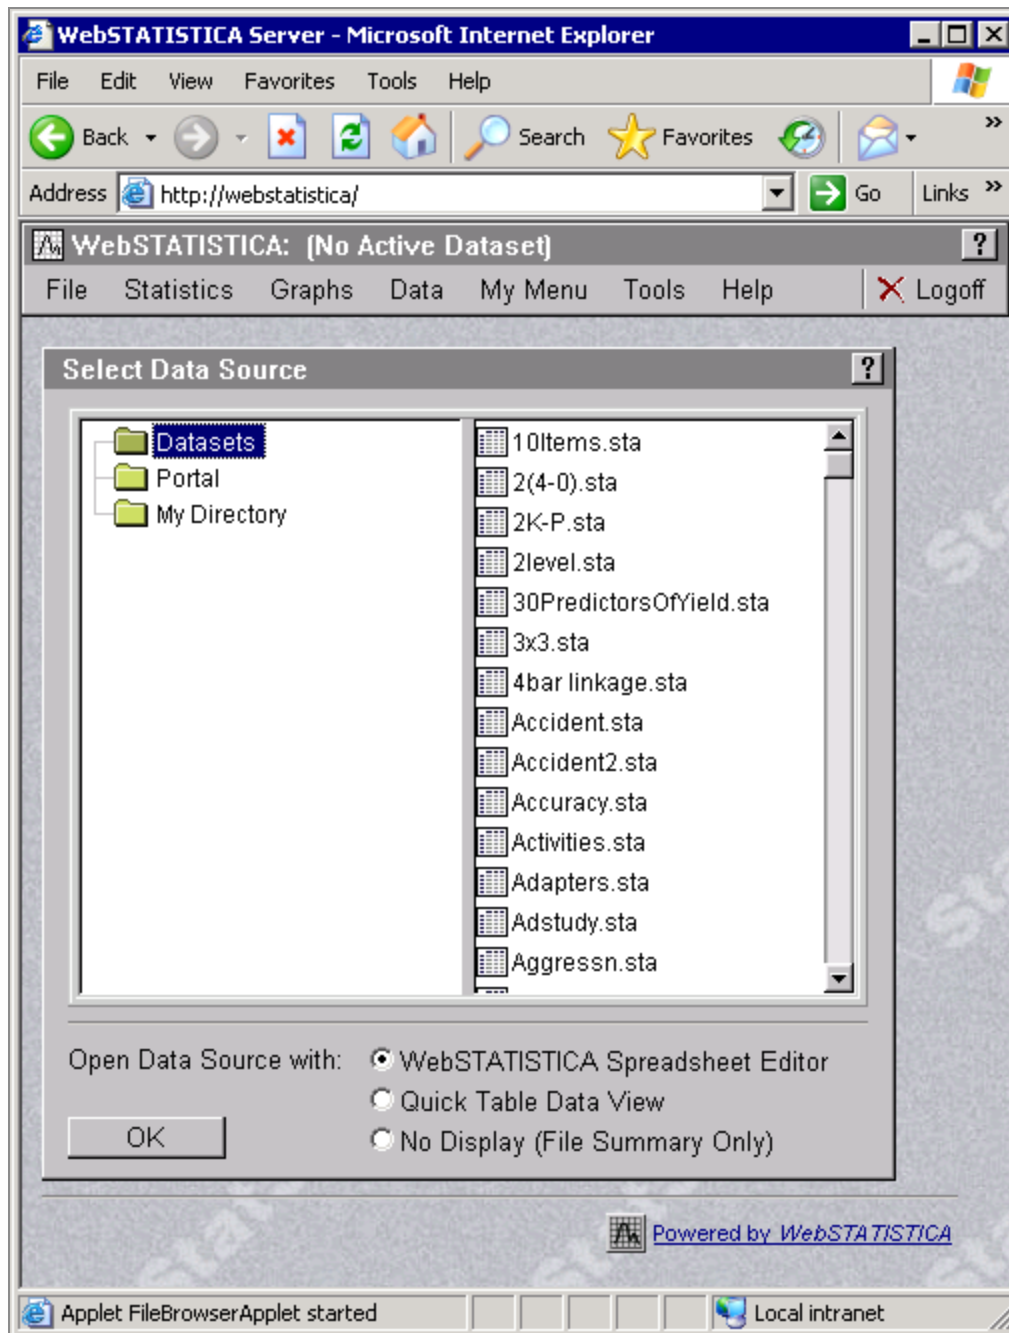 WebSTATISTICA Server - Microsoft Internet Explorer
File Edit View Favorites Tools Help
Back Search Favorites »
Address http://webstatistica/ Go Links »
WebSTATISTICA: (No Active Dataset) ?
File Statistics Graphs Data My Menu Tools Help Logoff
Select Data Source ?
Datasets
Portal
My Directory
10Items.sta
2(4-0).sta
2K-P.sta
2level.sta
30PredictorsOfYield.sta
3x3.sta
4bar linkage.sta
Accident.sta
Accident2.sta
Accuracy.sta
Activities.sta
Adapters.sta
Adstudy.sta
Aggressn.sta
Open Data Source with: WebSTATISTICA Spreadsheet Editor
Quick Table Data View
OK No Display (File Summary Only)
Powered by WebSTATISTICA
Applet FileBrowserApplet started Local intranet